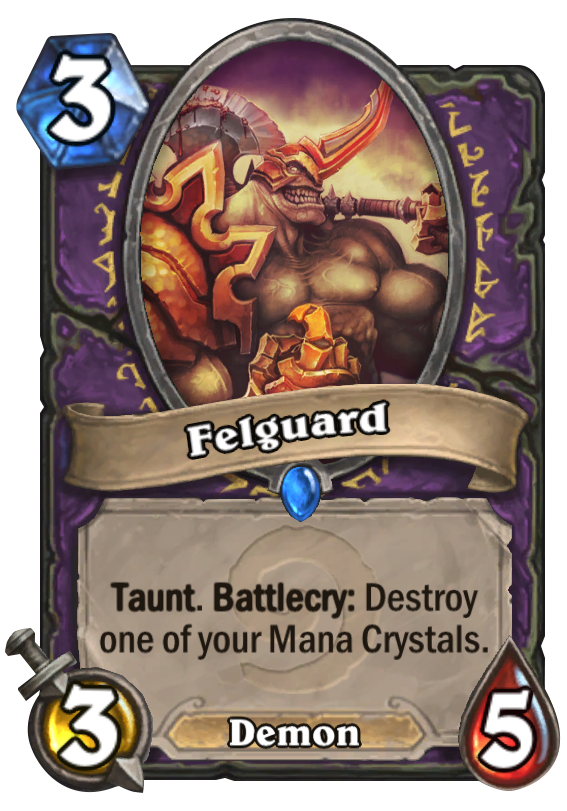 3
Felguard
Taunt. Battlecry: Destroy
one of your Mana Crystals.
3
Demon
5